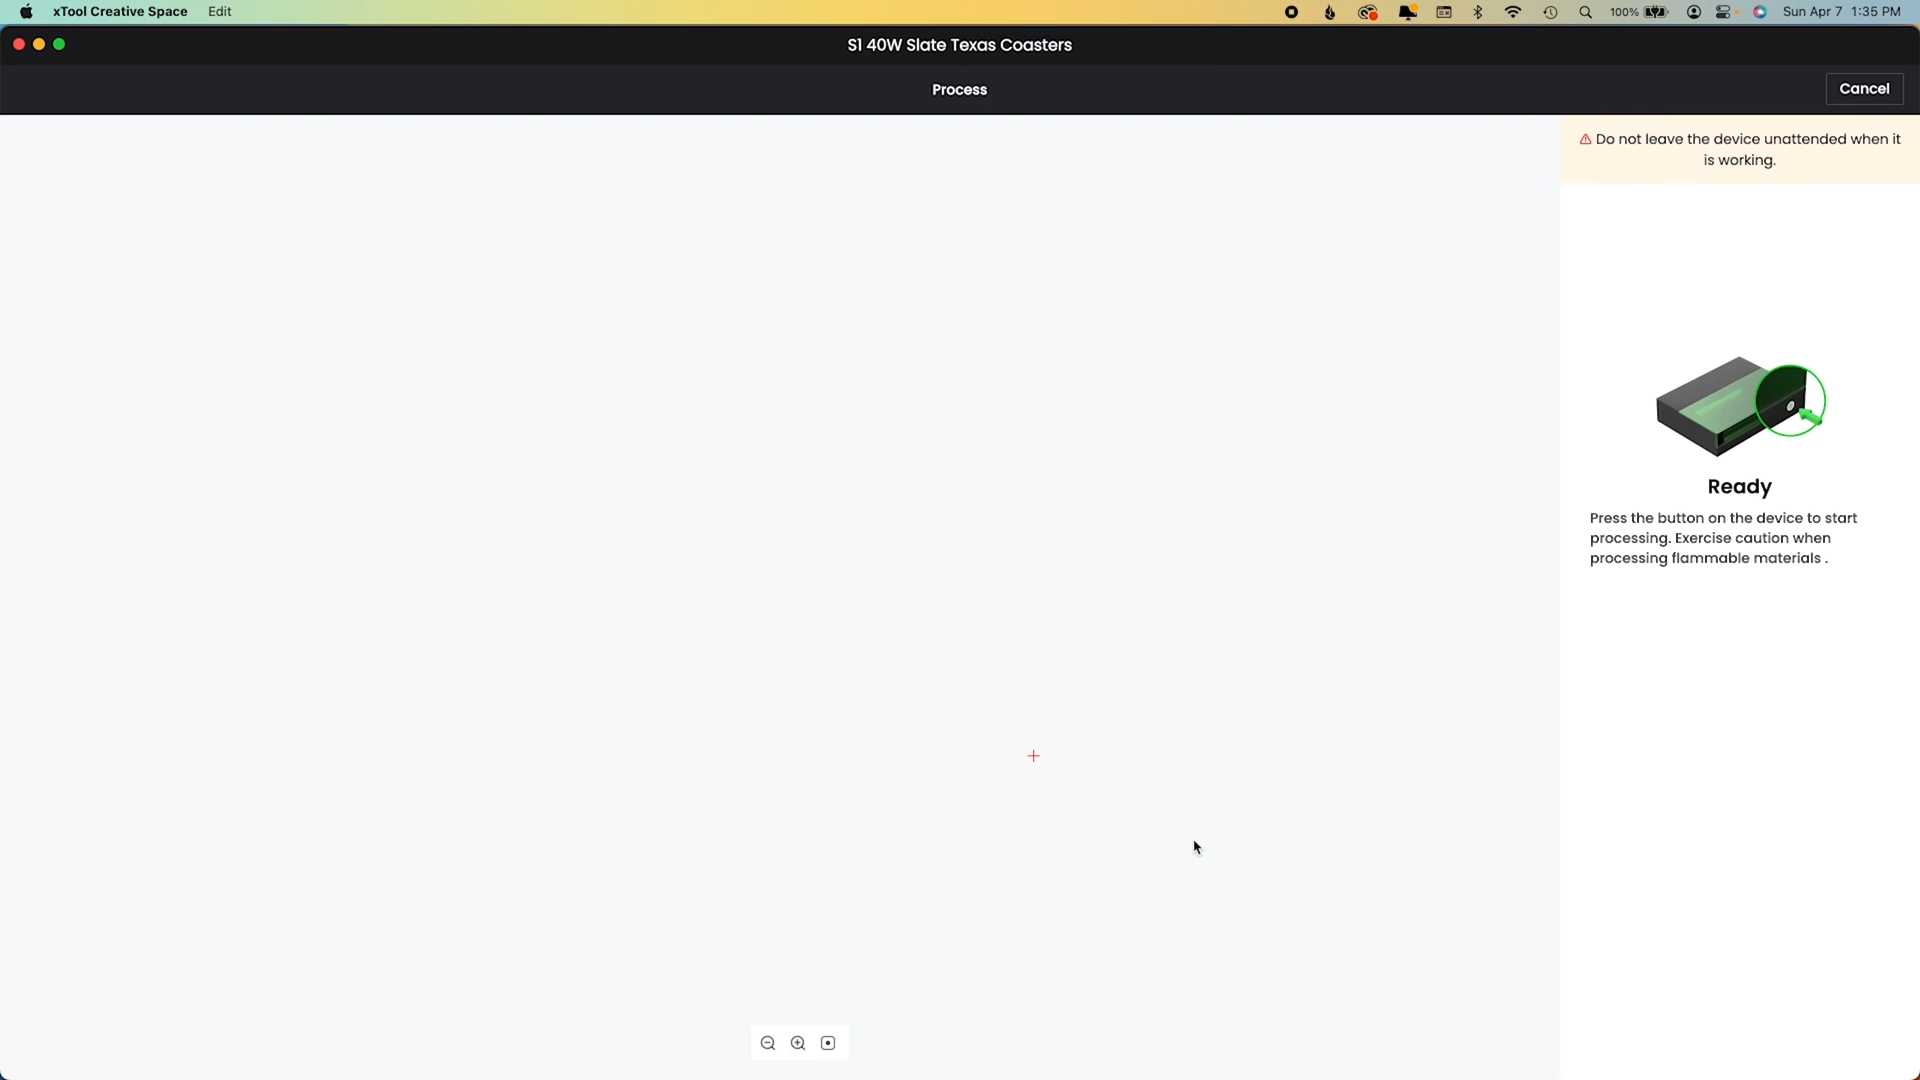 xTool Creative Space Edit 100% Sun Apr 7 1:35 PM
S1 40W Slate Texas Coasters
Process
Cancel
Do not leave the device unattended when it
is working.
Ready
Press the button on the device to start
processing. Exercise caution when
processing flammable materials .